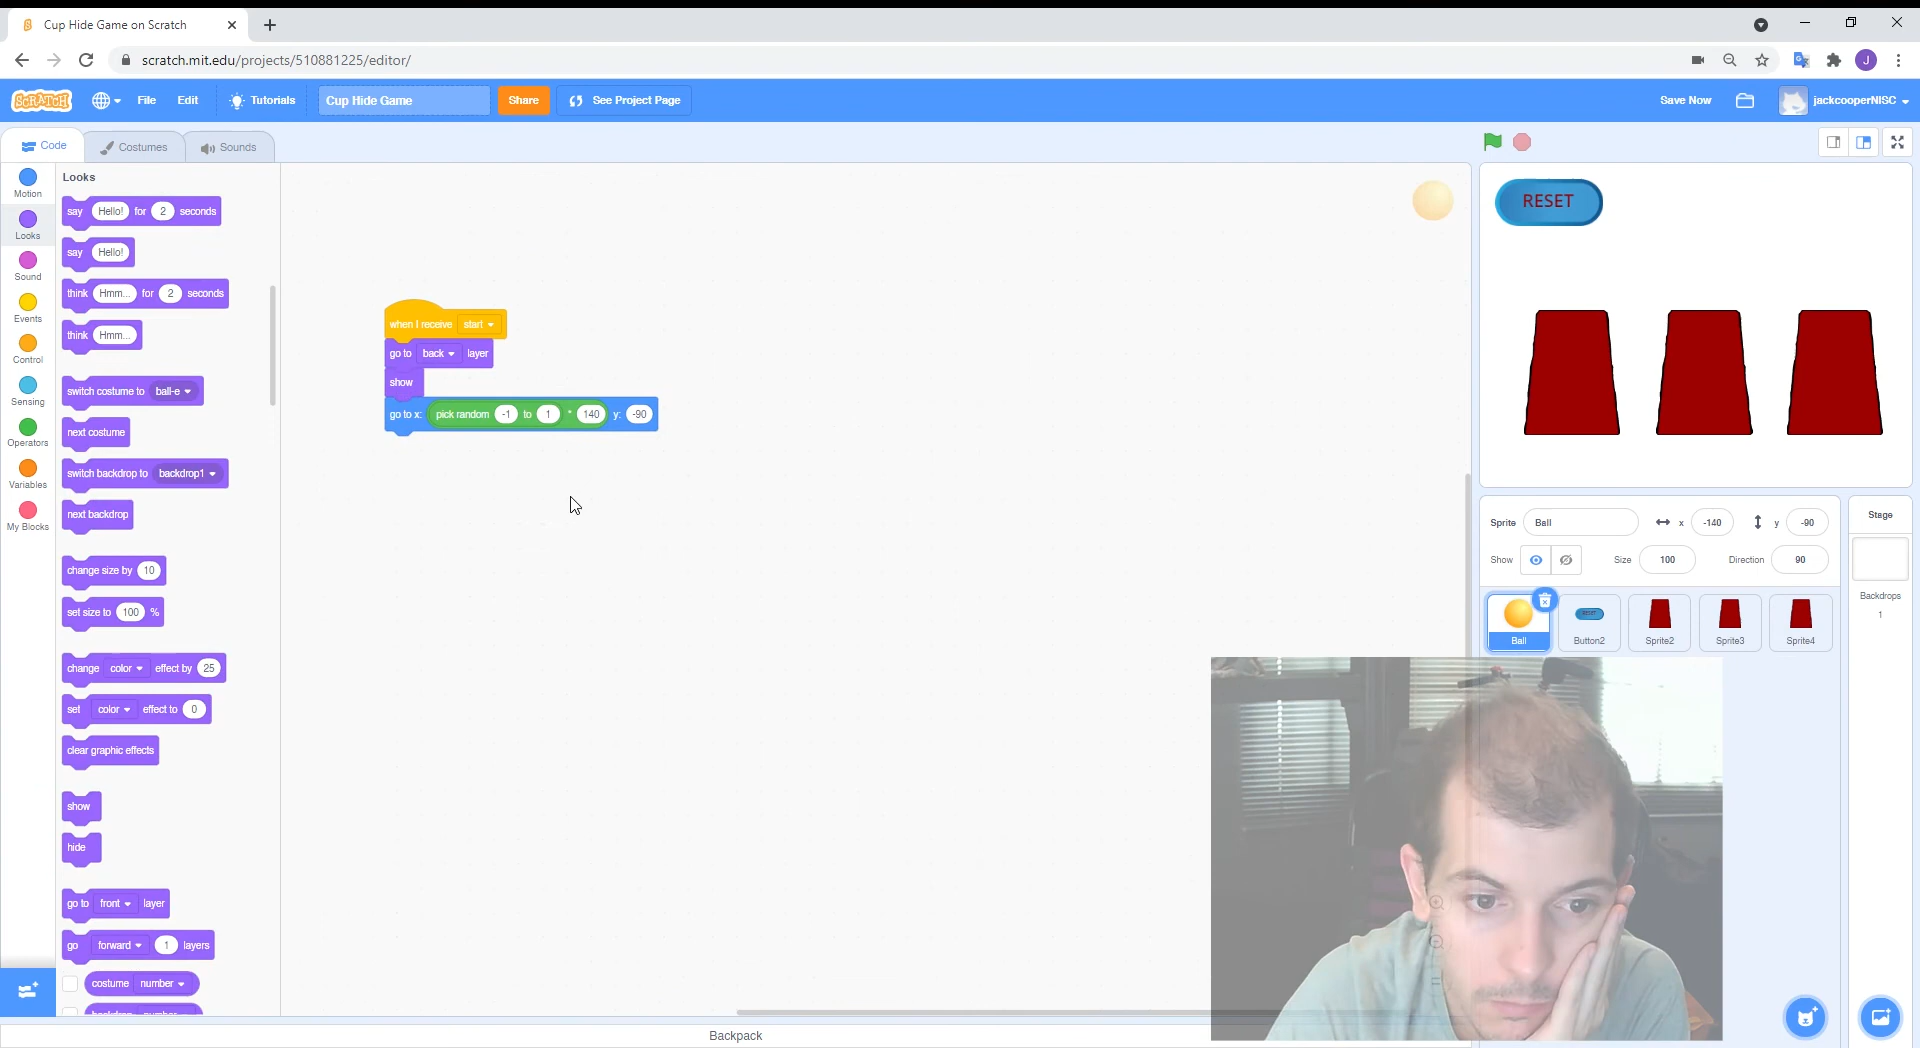 Cup Hide Game on Scratch
scratch.mit.edu/projects/510881225/editor/
J
SCRATCH
File
Edit
Tutorials
Cup Hide Game
Share
See Project Page
Save Now
jackcooperNISC
Code
Costumes
Sounds
Motion
Looks
Sound
Events
Control
Sensing
Operators
Variables
My Blocks
Looks
say Hello! for 2 seconds
say Hello!
think Hmm... for 2 seconds
think Hmm...
switch costume to ball-e
next costume
switch backdrop to backdrop1
next backdrop
change size by 10
set size to 100 %
change color effect by 25
set color effect to 0
clear graphic effects
show
hide
go to front layer
go forward 1 layers
costume number
backdrop number
when I receive start
go to back layer
show
go to x: pick random -1 to 1 * 140 y: -90
RESET
Sprite Ball x -140 y -90
Show Size 100 Direction 90
Ball
Button2
Sprite2
Sprite3
Sprite4
Stage
Backdrops
1
Backpack